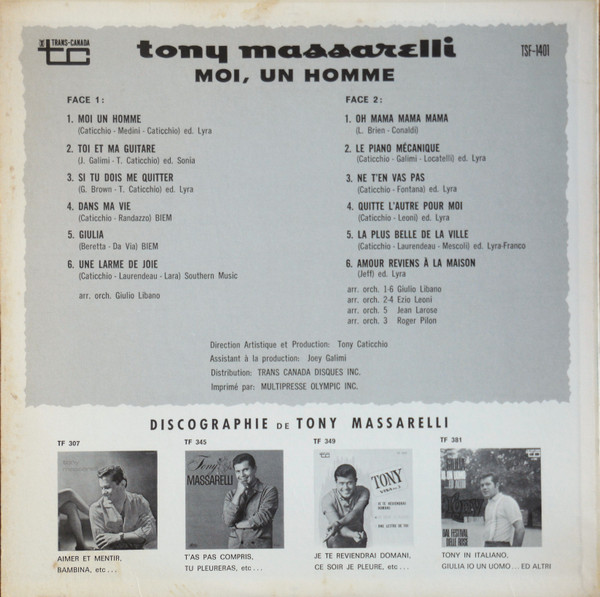 TRANS-CANADA
tc
tony massarelli
TSF-1401
MOI, UN HOMME
FACE 1:
1. MOI UN HOMME
(Caticchio - Medini - Caticchio) ed. Lyra
2. TOI ET MA GUITARE
(J. Galimi - T. Caticchio) ed. Sonia
3. SI TU DOIS ME QUITTER
(G. Brown - T. Caticchio) ed. Lyra
4. DANS MA VIE
(Caticchio - Randazzo) BIEM
5. GIULIA
(Beretta - Da Via) BIEM
6. UNE LARME DE JOIE
(Caticchio - Laurendeau - Lara) Southern Music
arr. orch. Giulio Libano
FACE 2:
1. OH MAMA MAMA MAMA
(L. Brien - Conaldi)
2. LE PIANO MÉCANIQUE
(Caticchio - Galimi - Locatelli) ed. Lyra
3. NE T'EN VAS PAS
(Caticchio - Fontana) ed. Lyra
4. QUITTE L'AUTRE POUR MOI
(Caticchio - Leoni) ed. Lyra
5. LA PLUS BELLE DE LA VILLE
(Caticchio - Laurendeau - Mescoli) ed. Lyra-Franco
6. AMOUR REVIENS À LA MAISON
(Jeff) ed. Lyra
arr. orch. 1-6 Giulio Libano
arr. orch. 2-4 Ezio Leoni
arr. orch. 5 Jean Larose
arr. orch. 3 Roger Pilon
Direction Artistique et Production: Tony Caticchio
Assistant à la production: Joey Galimi
Distribution: TRANS CANADA DISQUES INC.
Imprimé par: MULTIPRESSE OLYMPIC INC.
DISCOGRAPHIE DE TONY MASSARELLI
TF 307
AIMER ET MENTIR,
BAMBINA, etc...
TF 345
Tony
MASSARELLI
T'AS PAS COMPRIS,
TU PLEURERAS, etc...
TF 349
TONY
JE TE REVIENDRAI DOMANI,
CE SOIR JE PLEURE, etc...
TF 381
Tony
DAL FESTIVAL
DELLE ROSE
TONY IN ITALIANO,
GIULIA IO UN UOMO... ED ALTRI